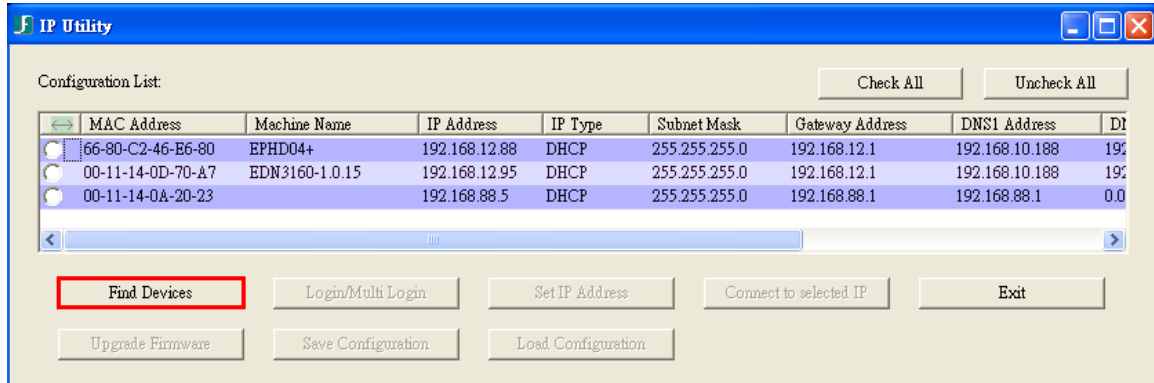 IP Utility
Configuration List: Check All Uncheck All
MAC Address Machine Name IP Address IP Type Subnet Mask Gateway Address DNS1 Address
66-80-C2-46-E6-80 EPHD04+ 192.168.12.88 DHCP 255.255.255.0 192.168.12.1 192.168.10.188 192
00-11-14-0D-70-A7 EDN3160-1.0.15 192.168.12.95 DHCP 255.255.255.0 192.168.12.1 192.168.10.188 192
00-11-14-0A-20-23 192.168.88.5 DHCP 255.255.255.0 192.168.88.1 192.168.88.1 0.0
Find Devices Login/Multi Login Set IP Address Connect to selected IP Exit
Upgrade Firmware Save Configuration Load Configuration